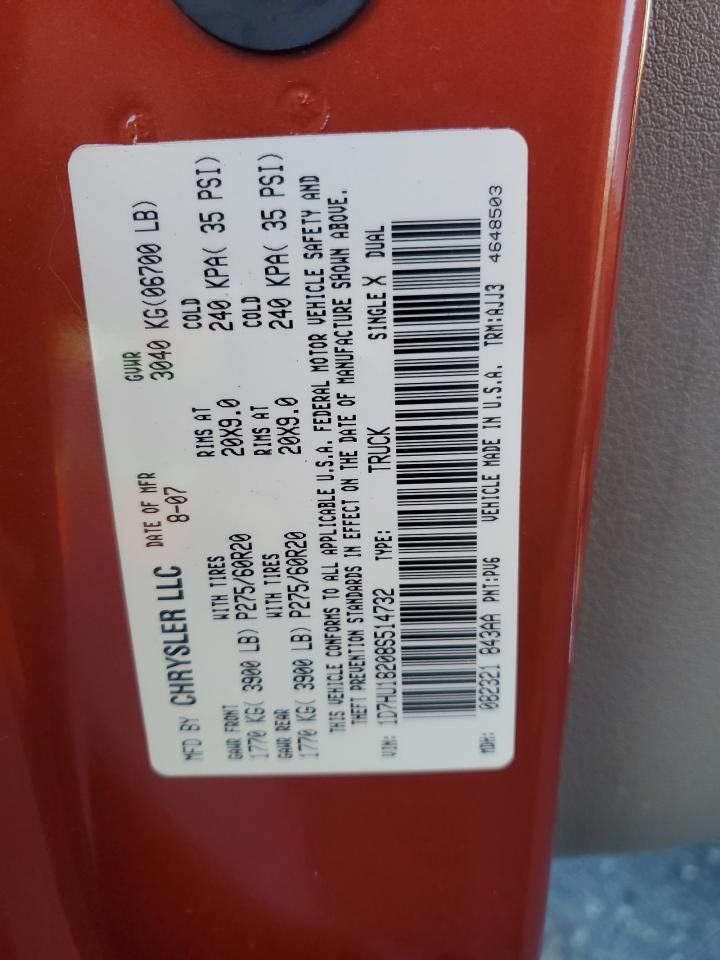 MFD BY CHRYSLER LLC DATE OF MFR GVWR
8-07 3040 KG(06700 LB)
GAWR FRONT WITH TIRES RIMS AT COLD
1770 KG( 3900 LB) P275/60R20 20X9.0 240 KPA( 35 PSI)
GAWR REAR WITH TIRES RIMS AT COLD
1770 KG( 3900 LB) P275/60R20 20X9.0 240 KPA( 35 PSI)
THIS VEHICLE CONFORMS TO ALL APPLICABLE U.S.A. FEDERAL MOTOR VEHICLE SAFETY AND
THEFT PREVENTION STANDARDS IN EFFECT ON THE DATE OF MANUFACTURE SHOWN ABOVE.
VIN: 1D7HU18208S514732 TYPE: TRUCK SINGLE X DUAL
MDH: 082321 843AA PNT:PV6 VEHICLE MADE IN U.S.A. TRM:AJJ3 4648503